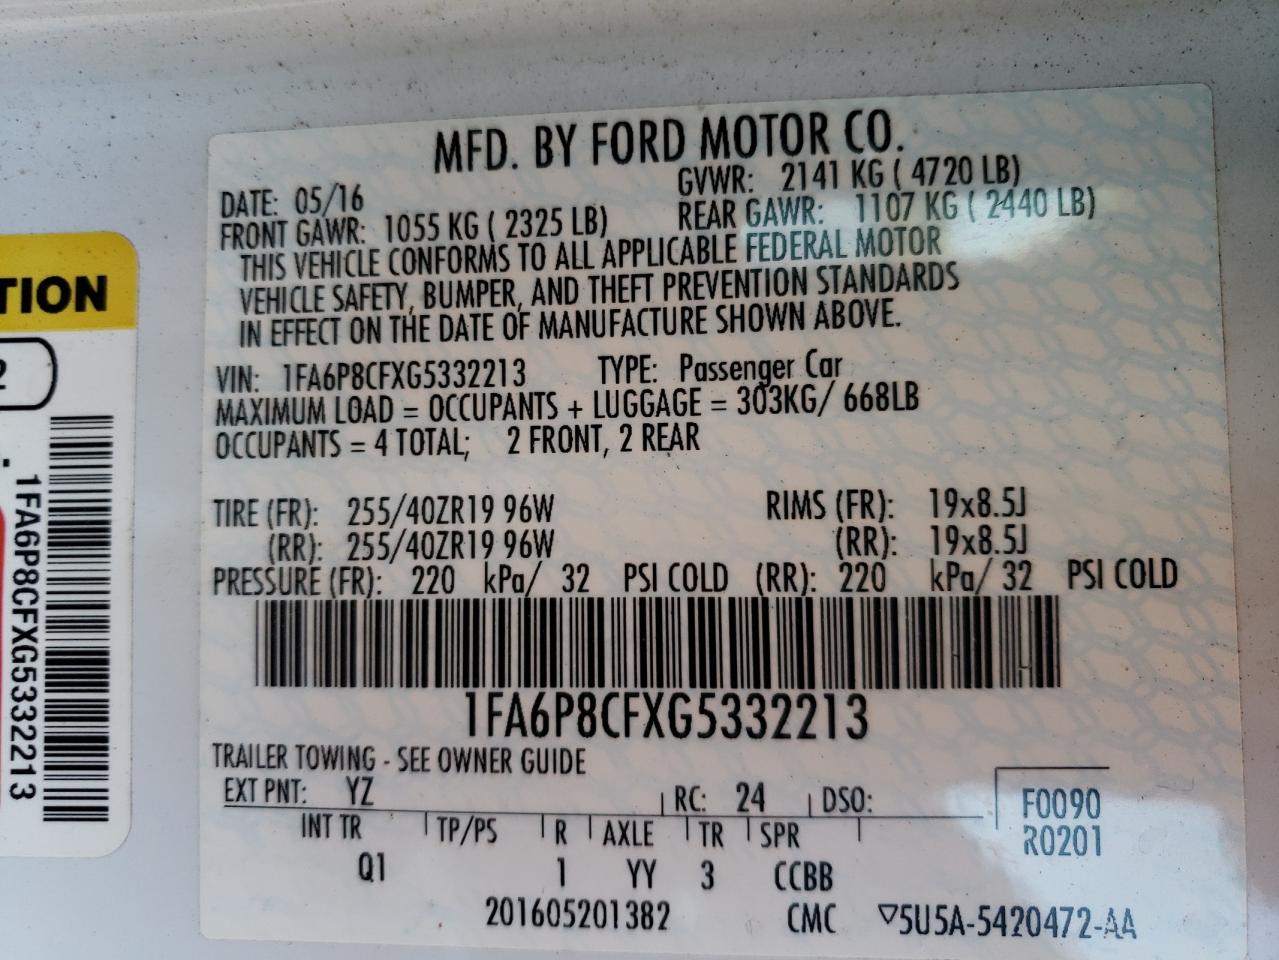 MFD. BY FORD MOTOR CO.
DATE: 05/16 GVWR: 2141 KG ( 4720 LB)
FRONT GAWR: 1055 KG ( 2325 LB) REAR GAWR: 1107 KG ( 2440 LB)
THIS VEHICLE CONFORMS TO ALL APPLICABLE FEDERAL MOTOR
VEHICLE SAFETY, BUMPER, AND THEFT PREVENTION STANDARDS
IN EFFECT ON THE DATE OF MANUFACTURE SHOWN ABOVE.
VIN: 1FA6P8CFXG5332213 TYPE: Passenger Car
MAXIMUM LOAD = OCCUPANTS + LUGGAGE = 303KG/ 668LB
OCCUPANTS = 4 TOTAL; 2 FRONT, 2 REAR
TIRE (FR): 255/40ZR19 96W RIMS (FR): 19x8.5J
(RR): 255/40ZR19 96W (RR): 19x8.5J
PRESSURE (FR): 220 kPa/ 32 PSI COLD (RR): 220 kPa/ 32 PSI COLD
1FA6P8CFXG5332213
TRAILER TOWING - SEE OWNER GUIDE
EXT PNT: YZ RC: 24 DSO: F0090
INT TR TP/PS R AXLE TR SPR R0201
Q1 1 YY 3 CCBB
201605201382 CMC ▽5U5A-5420472-AA
TION
2
1FA6P8CFXG5332213